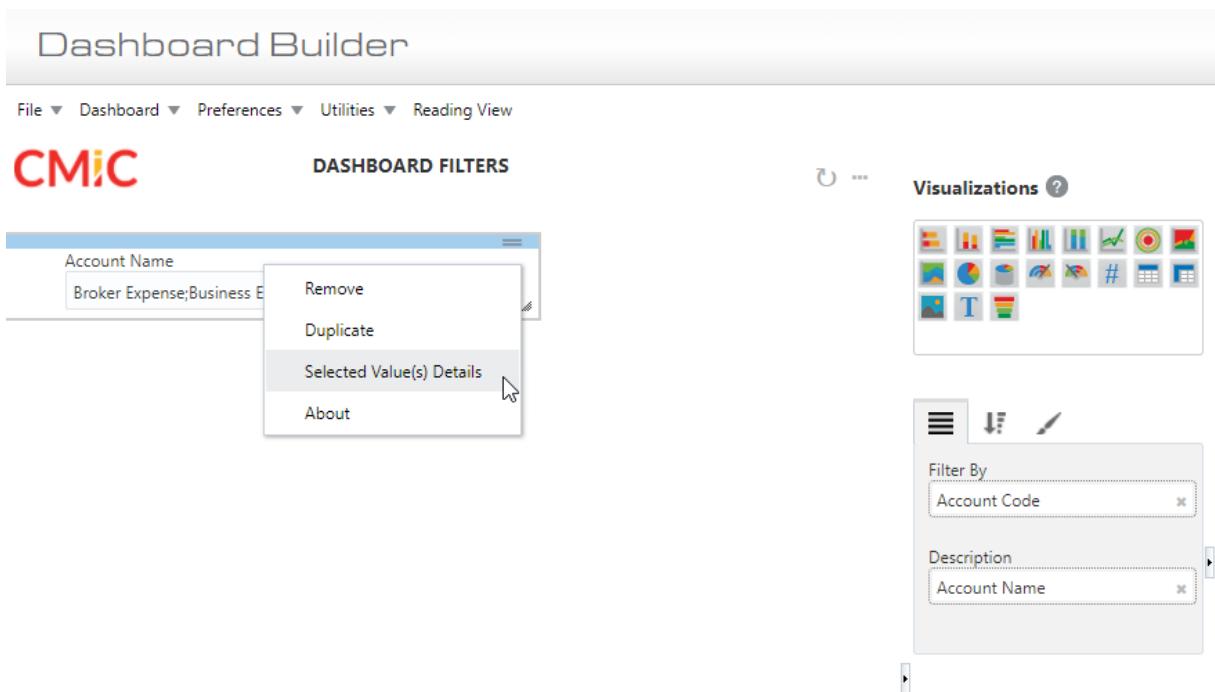 Dashboard Builder
File Dashboard Preferences Utilities Reading View
CMiC
DASHBOARD FILTERS
Visualizations ?
Account Name
Broker Expense;Business E
Remove
Duplicate
Selected Value(s) Details
About
#
T
Filter By
Account Code
Description
Account Name